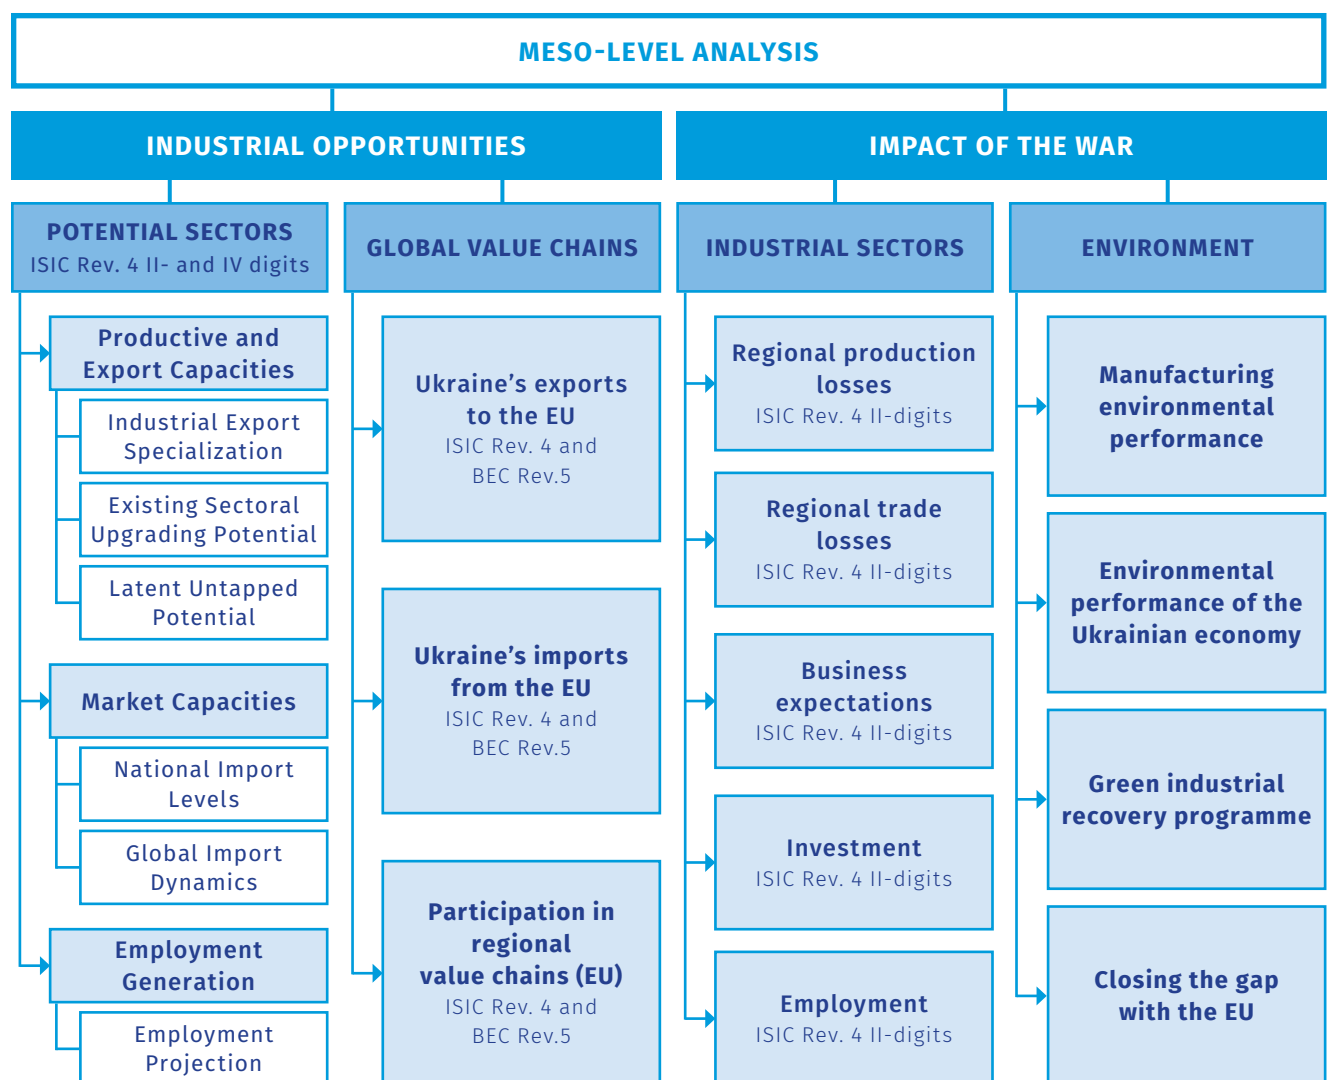 MESO-LEVEL ANALYSIS
INDUSTRIAL OPPORTUNITIES
IMPACT OF THE WAR
POTENTIAL SECTORS
ISIC Rev. 4 II- and IV digits
GLOBAL VALUE CHAINS
INDUSTRIAL SECTORS
ENVIRONMENT
Productive and
Export Capacities
Industrial Export
Specialization
Existing Sectoral
Upgrading Potential
Latent Untapped
Potential
Market Capacities
National Import
Levels
Global Import
Dynamics
Employment
Generation
Employment
Projection
Ukraine’s exports
to the EU
ISIC Rev. 4 and
BEC Rev.5
Ukraine’s imports
from the EU
ISIC Rev. 4 and
BEC Rev.5
Participation in
regional
value chains (EU)
ISIC Rev. 4 and
BEC Rev.5
Regional production
losses
ISIC Rev. 4 II-digits
Regional trade
losses
ISIC Rev. 4 II-digits
Business
expectations
ISIC Rev. 4 II-digits
Investment
ISIC Rev. 4 II-digits
Employment
ISIC Rev. 4 II-digits
Manufacturing
environmental
performance
Environmental
performance of the
Ukrainian economy
Green industrial
recovery programme
Closing the gap
with the EU